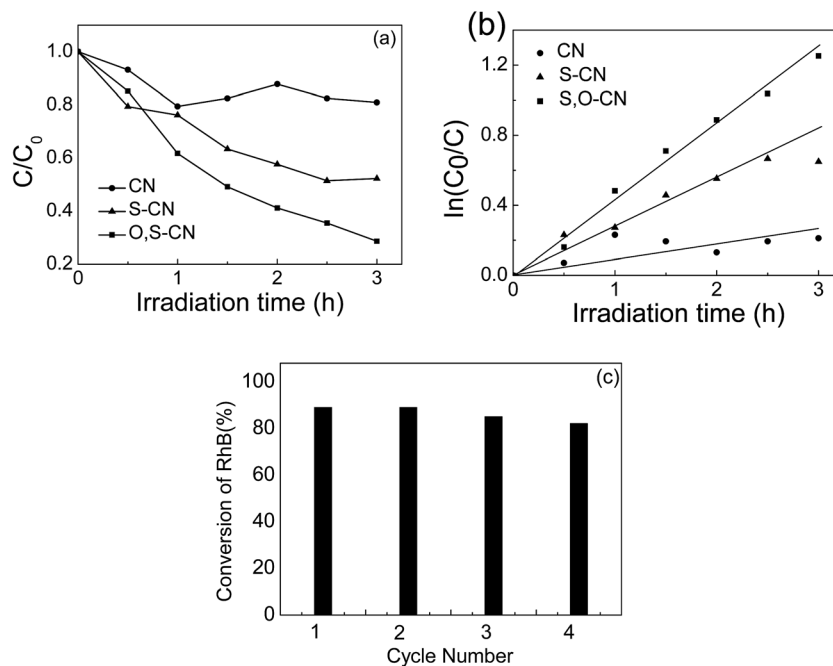 (a)
1.0
0.8
0.6
0.4
0.2
C/C0
CN
S-CN
O,S-CN
0 1 2 3
Irradiation time (h)
(b)
1.2
0.8
0.4
0.0
ln(C0/C)
CN
S-CN
S,O-CN
0 1 2 3
Irradiation time (h)
(c)
100
80
60
40
20
0
Conversion of RhB(%)
1 2 3 4
Cycle Number